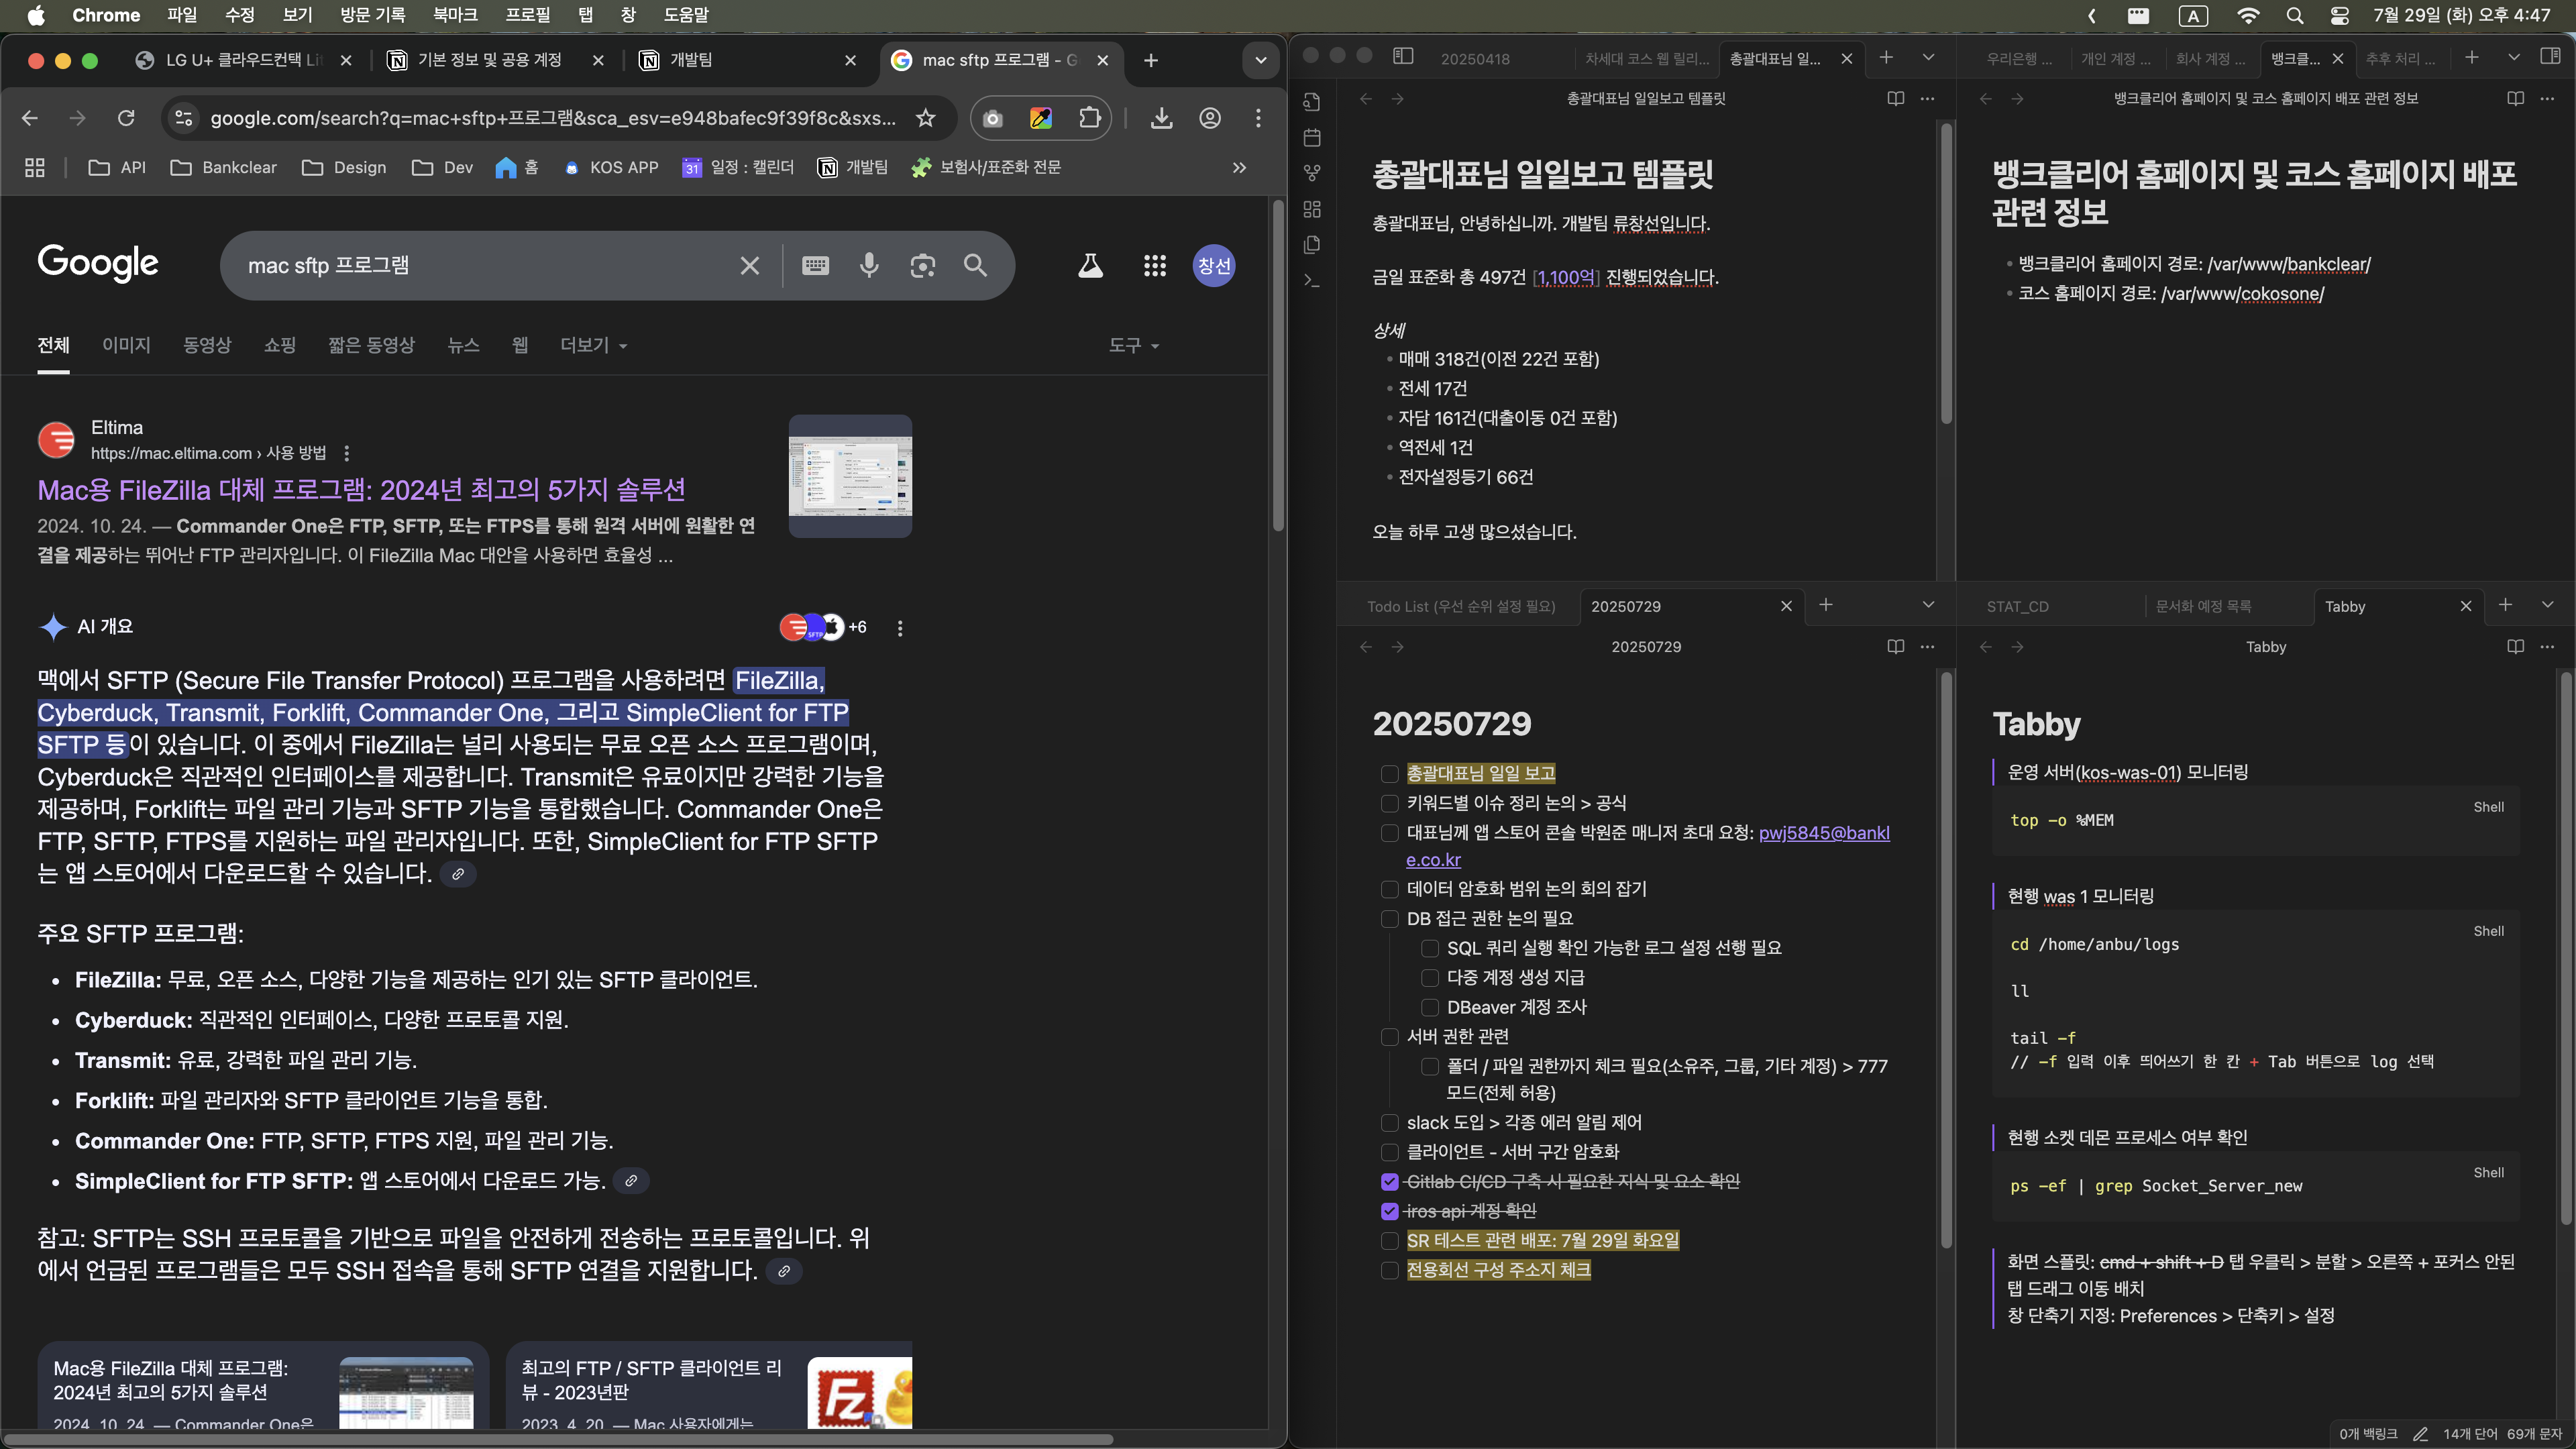 Chrome 파일 수정 보기 방문 기록 북마크 프로필 탭 창 도움말
A 7월 29일 (화) 오후 4:47
LG U+ 클라우드컨택 Li
기본 정보 및 공용 계정
개발팀
mac sftp 프로그램 - G
google.com/search?q=mac+sftp+프로그램&sca_esv=e948bafec9f39f8c&sxs...
API Bankclear Design Dev 홈 KOS APP 31 일정 : 캘린더 개발팀 보험사/표준화 전문
Google
mac sftp 프로그램
창선
전체 이미지 동영상 쇼핑 짧은 동영상 뉴스 웹 더보기 도구
Eltima
https://mac.eltima.com › 사용 방법
Mac용 FileZilla 대체 프로그램: 2024년 최고의 5가지 솔루션
2024. 10. 24. — Commander One은 FTP, SFTP, 또는 FTPS를 통해 원격 서버에 원활한 연
결을 제공하는 뛰어난 FTP 관리자입니다. 이 FileZilla Mac 대안을 사용하면 효율성 ...
AI 개요
SFTP
+6
맥에서 SFTP (Secure File Transfer Protocol) 프로그램을 사용하려면 FileZilla,
Cyberduck, Transmit, Forklift, Commander One, 그리고 SimpleClient for FTP
SFTP 등이 있습니다. 이 중에서 FileZilla는 널리 사용되는 무료 오픈 소스 프로그램이며,
Cyberduck은 직관적인 인터페이스를 제공합니다. Transmit은 유료이지만 강력한 기능을
제공하며, Forklift는 파일 관리 기능과 SFTP 기능을 통합했습니다. Commander One은
FTP, SFTP, FTPS를 지원하는 파일 관리자입니다. 또한, SimpleClient for FTP SFTP
는 앱 스토어에서 다운로드할 수 있습니다.
주요 SFTP 프로그램:
• FileZilla: 무료, 오픈 소스, 다양한 기능을 제공하는 인기 있는 SFTP 클라이언트.
• Cyberduck: 직관적인 인터페이스, 다양한 프로토콜 지원.
• Transmit: 유료, 강력한 파일 관리 기능.
• Forklift: 파일 관리자와 SFTP 클라이언트 기능을 통합.
• Commander One: FTP, SFTP, FTPS 지원, 파일 관리 기능.
• SimpleClient for FTP SFTP: 앱 스토어에서 다운로드 가능.
참고: SFTP는 SSH 프로토콜을 기반으로 파일을 안전하게 전송하는 프로토콜입니다. 위
에서 언급된 프로그램들은 모두 SSH 접속을 통해 SFTP 연결을 지원합니다.
Mac용 FileZilla 대체 프로그램:
2024년 최고의 5가지 솔루션
2024. 10. 24. — Commander One은
최고의 FTP / SFTP 클라이언트 리
뷰 - 2023년판
2023. 4. 20. — Mac 사용자에게는
Fz
20250418 차세대 코스 웹 릴리... 총괄대표님 일...
총괄대표님 일일보고 템플릿
총괄대표님 일일보고 템플릿
총괄대표님, 안녕하십니까. 개발팀 류창선입니다.
금일 표준화 총 497건 [1,100억] 진행되었습니다.
상세
• 매매 318건(이전 22건 포함)
• 전세 17건
• 자담 161건(대출이동 0건 포함)
• 역전세 1건
• 전자설정등기 66건
오늘 하루 고생 많으셨습니다.
우리은행 ... 개인 계정 ... 회사 계정 ... 뱅크클... 추후 처리 ...
뱅크클리어 홈페이지 및 코스 홈페이지 배포 관련 정보
뱅크클리어 홈페이지 및 코스 홈페이지 배포
관련 정보
• 뱅크클리어 홈페이지 경로: /var/www/bankclear/
• 코스 홈페이지 경로: /var/www/cokosone/
Todo List (우선 순위 설정 필요) 20250729
20250729
20250729
총괄대표님 일일 보고
키워드별 이슈 정리 논의 > 공식
대표님께 앱 스토어 콘솔 박원준 매니저 초대 요청: pwj5845@bankl
e.co.kr
데이터 암호화 범위 논의 회의 잡기
DB 접근 권한 논의 필요
SQL 쿼리 실행 확인 가능한 로그 설정 선행 필요
다중 계정 생성 지급
DBeaver 계정 조사
서버 권한 관련
폴더 / 파일 권한까지 체크 필요(소유주, 그룹, 기타 계정) > 777
모드(전체 허용)
slack 도입 > 각종 에러 알림 제어
클라이언트 - 서버 구간 암호화
Gitlab CI/CD 구축 시 필요한 지식 및 요소 확인
iros api 계정 확인
SR 테스트 관련 배포: 7월 29일 화요일
전용회선 구성 주소지 체크
STAT_CD 문서화 예정 목록 Tabby
Tabby
Tabby
운영 서버(kos-was-01) 모니터링
Shell
top -o %MEM
현행 was 1 모니터링
Shell
cd /home/anbu/logs
ll
tail -f
// -f 입력 이후 띄어쓰기 한 칸 + Tab 버튼으로 log 선택
현행 소켓 데몬 프로세스 여부 확인
Shell
ps -ef | grep Socket_Server_new
화면 스플릿: cmd + shift + D 탭 우클릭 > 분할 > 오른쪽 + 포커스 안된
탭 드래그 이동 배치
창 단축기 지정: Preferences > 단축키 > 설정
0개 백링크 14개 단어 69개 문자